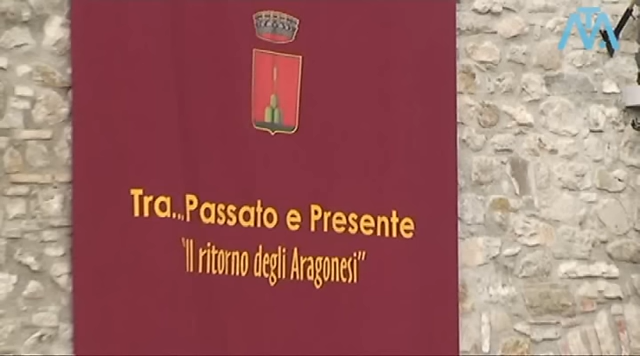 Tra...Passato e Presente
"Il ritorno degli Aragonesi"